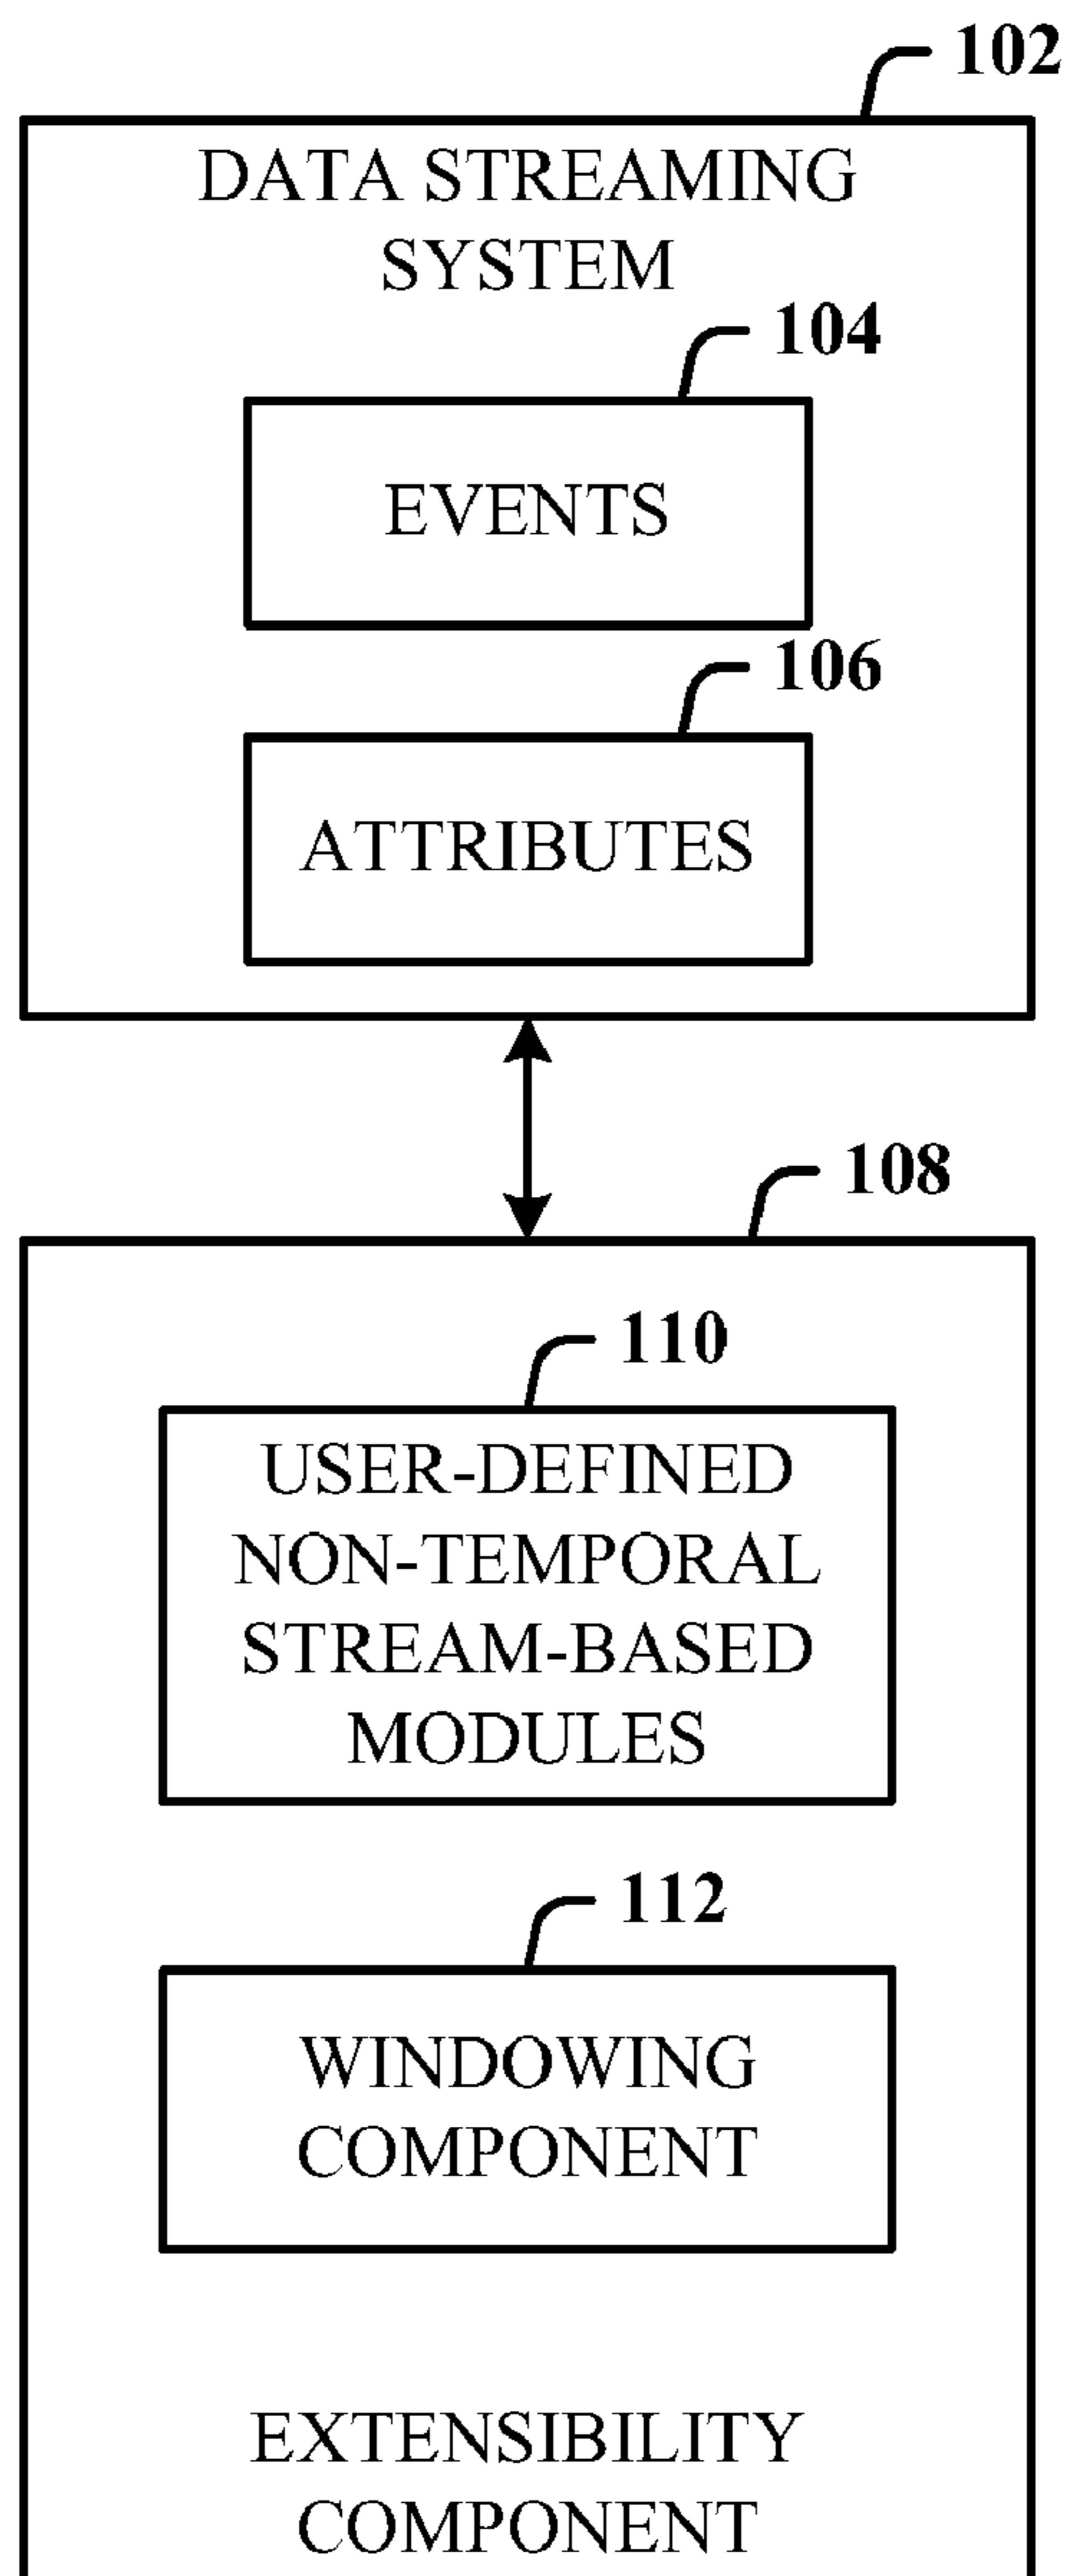 102
DATA STREAMING
SYSTEM
104
EVENTS
106
ATTRIBUTES
108
110
USER-DEFINED
NON-TEMPORAL
STREAM-BASED
MODULES
112
WINDOWING
COMPONENT
EXTENSIBILITY
COMPONENT